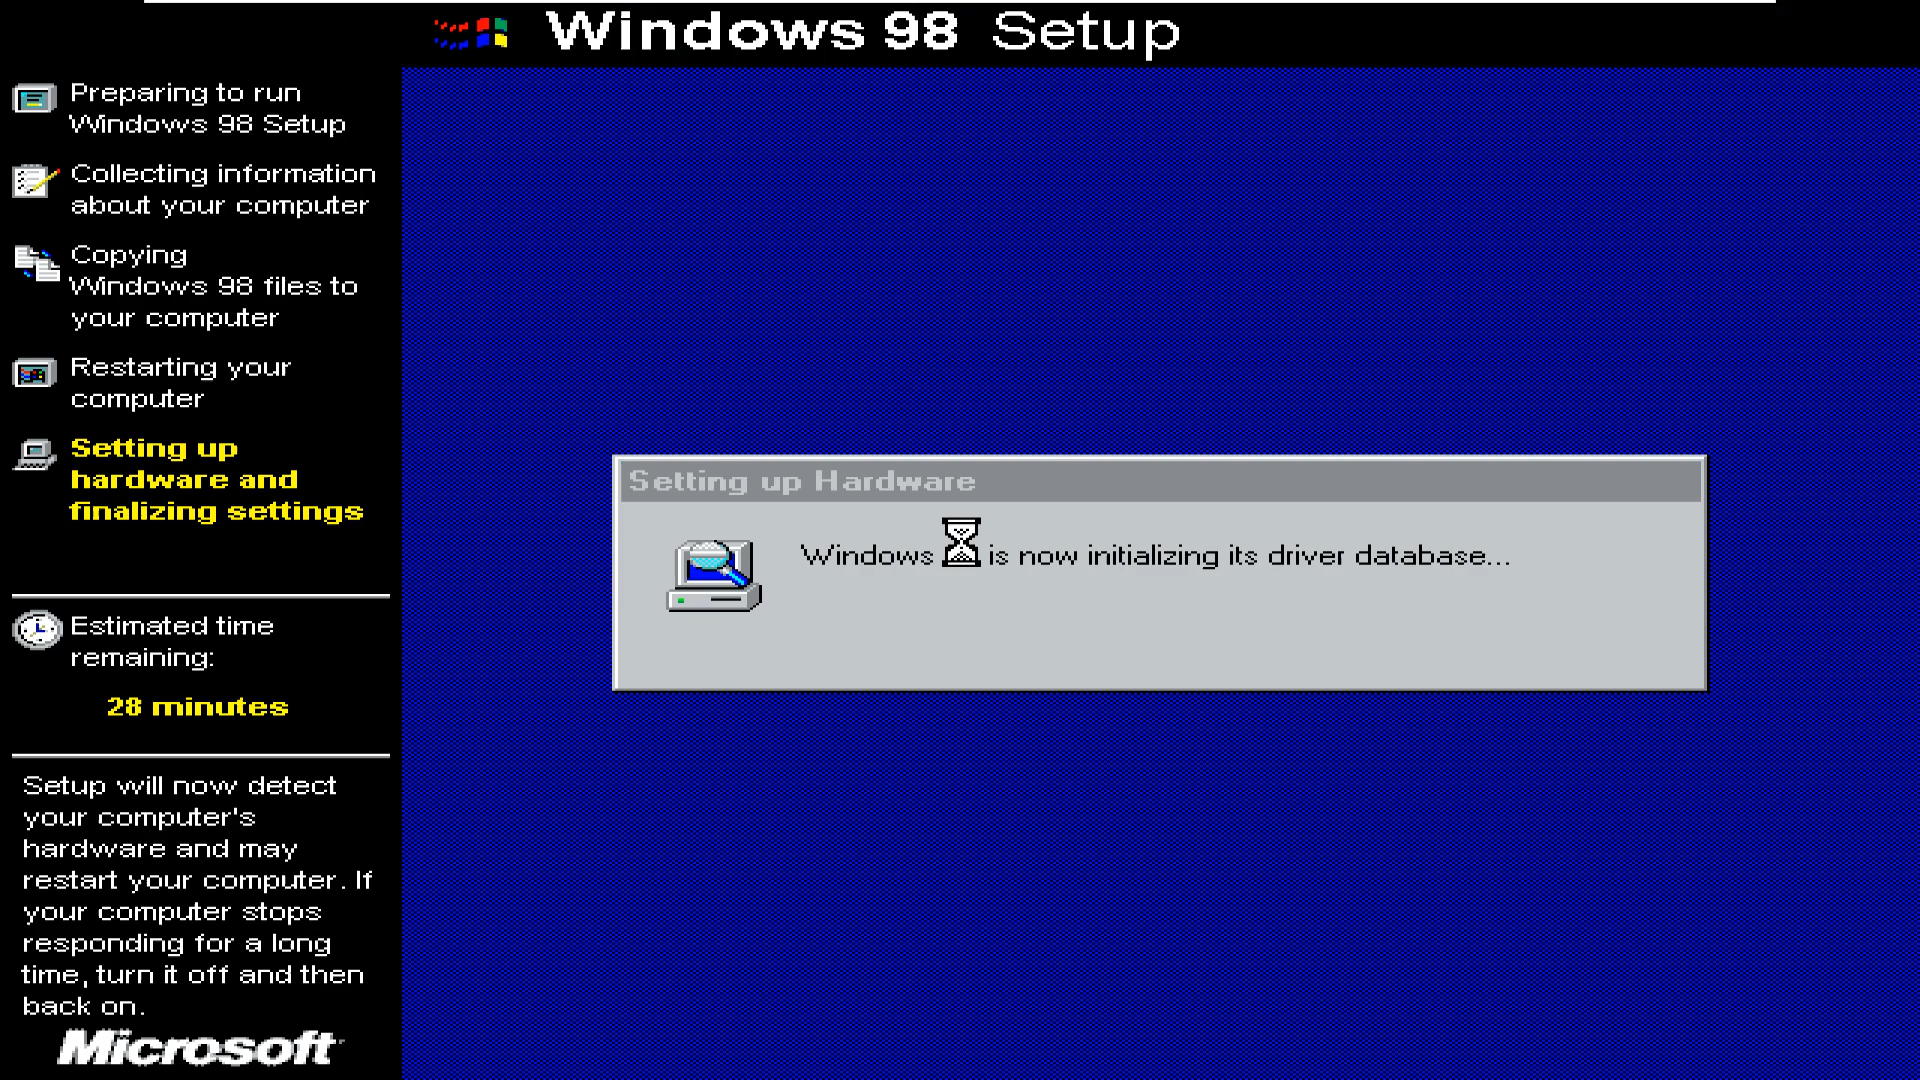 Windows 98 Setup
Preparing to run
Windows 98 Setup
Collecting information
about your computer
Copying
Windows 98 files to
your computer
Restarting your
computer
Setting up
hardware and
finalizing settings
Estimated time
remaining:
28 minutes
Setup will now detect
your computer's
hardware and may
restart your computer. If
your computer stops
responding for a long
time, turn it off and then
back on.
Microsoft
Setting up Hardware
Windows is now initializing its driver database...